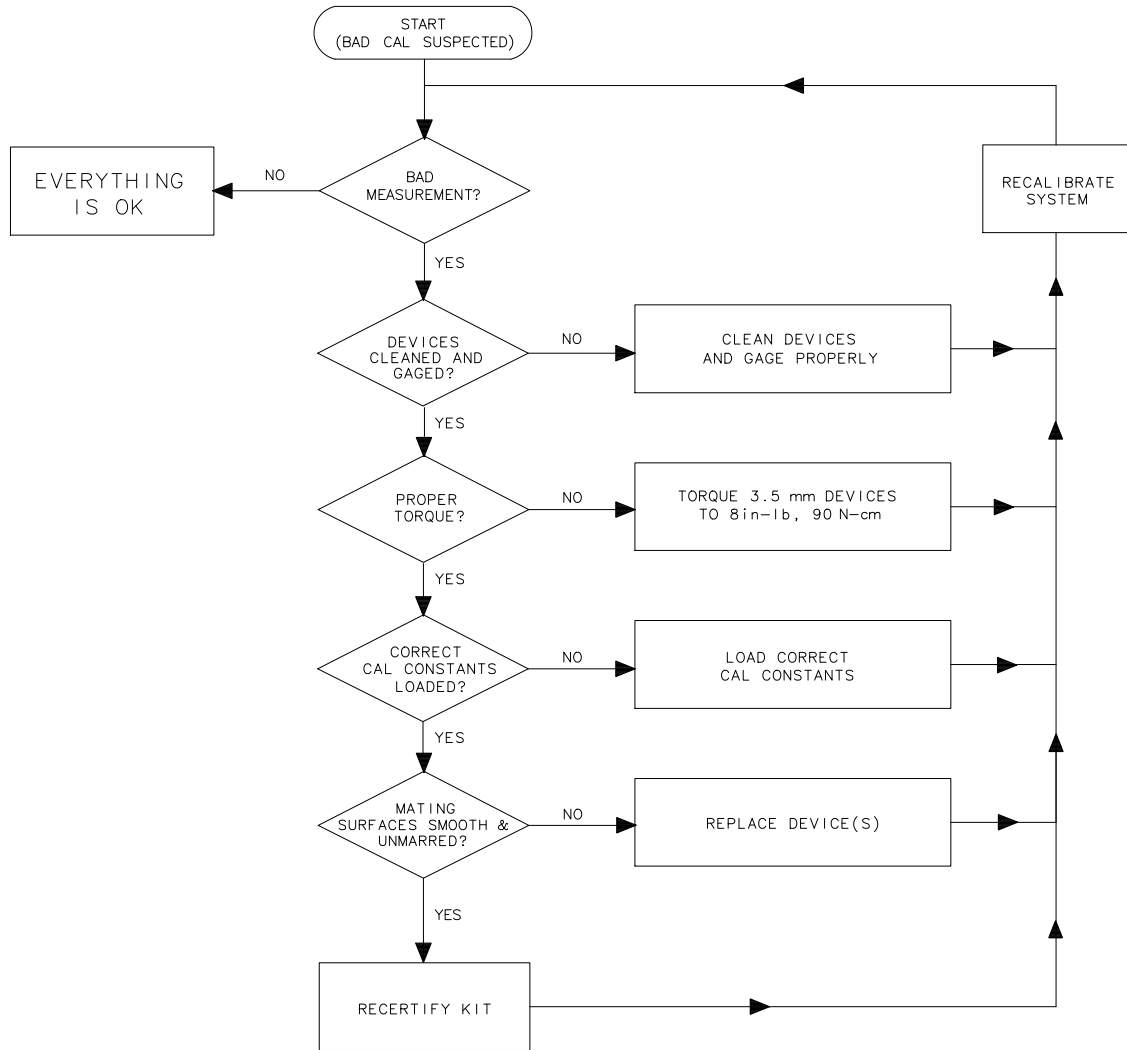 START
(BAD CAL SUSPECTED)
BAD
MEASUREMENT?
NO
EVERYTHING
IS OK
RECALIBRATE
SYSTEM
YES
DEVICES
CLEANED AND
GAGED?
NO
CLEAN DEVICES
AND GAGE PROPERLY
YES
PROPER
TORQUE?
NO
TORQUE 3.5 mm DEVICES
TO 8in-lb, 90 N-cm
YES
CORRECT
CAL CONSTANTS
LOADED?
NO
LOAD CORRECT
CAL CONSTANTS
YES
MATING
SURFACES SMOOTH &
UNMARRED?
NO
REPLACE DEVICE(S)
YES
RECERTIFY KIT